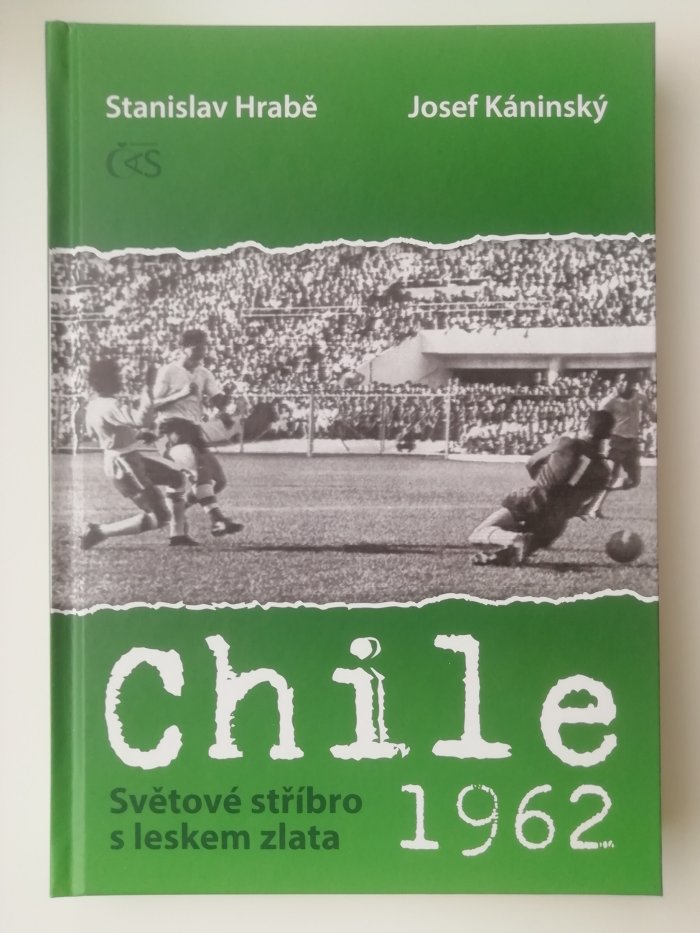 Stanislav Hrabě Josef Káninský
ČAS
Chile
Světové stříbro
s leskem zlata
1962